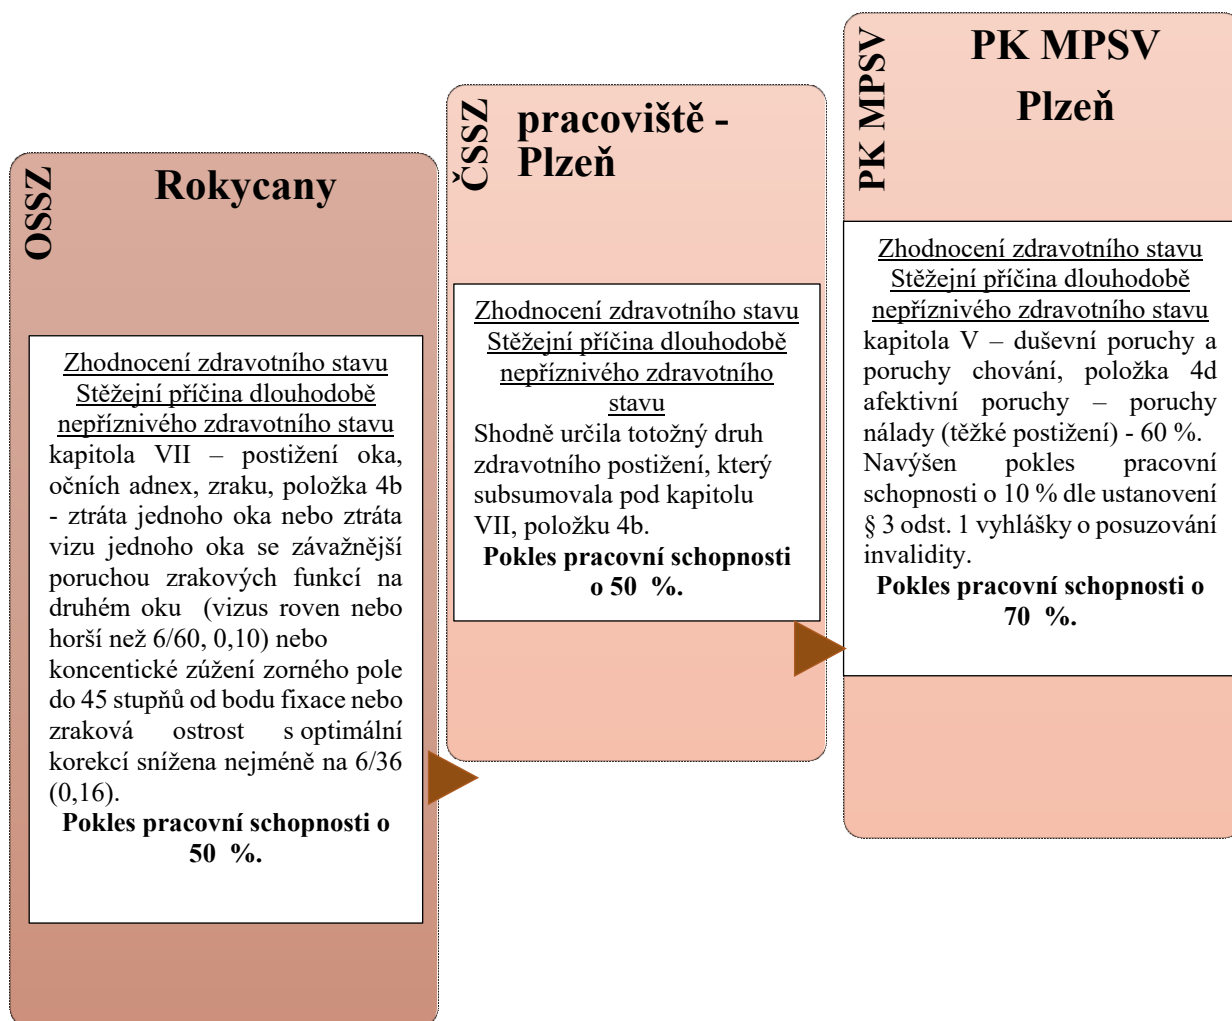 OSSZ
Rokycany
Zhodnocení zdravotního stavu
Stěžejní příčina dlouhodobě
nepříznivého zdravotního stavu
kapitola VII – postižení oka,
očních adnex, zraku, položka 4b
- ztráta jednoho oka nebo ztráta
vizu jednoho oka se závažnější
poruchou zrakových funkcí na
druhém oku (vizus roven nebo
horší než 6/60, 0,10) nebo
koncentické zúžení zorného pole
do 45 stupňů od bodu fixace nebo
zraková ostrost s optimální
korekcí snížena nejméně na 6/36
(0,16).
Pokles pracovní schopnosti o
50 %.
ČSSZ
pracoviště -
Plzeň
Zhodnocení zdravotního stavu
Stěžejní příčina dlouhodobě
nepříznivého zdravotního
stavu
Shodně určila totožný druh
zdravotního postižení, který
subsumovala pod kapitolu
VII, položku 4b.
Pokles pracovní schopnosti
o 50 %.
PK MPSV
PK MPSV
Plzeň
Zhodnocení zdravotního stavu
Stěžejní příčina dlouhodobě
nepříznivého zdravotního stavu
kapitola V – duševní poruchy a
poruchy chování, položka 4d
afektivní poruchy – poruchy
nálady (těžké postižení) - 60 %.
Navýšen pokles pracovní
schopnosti o 10 % dle ustanovení
§ 3 odst. 1 vyhlášky o posuzování
invalidity.
Pokles pracovní schopnosti o
70 %.